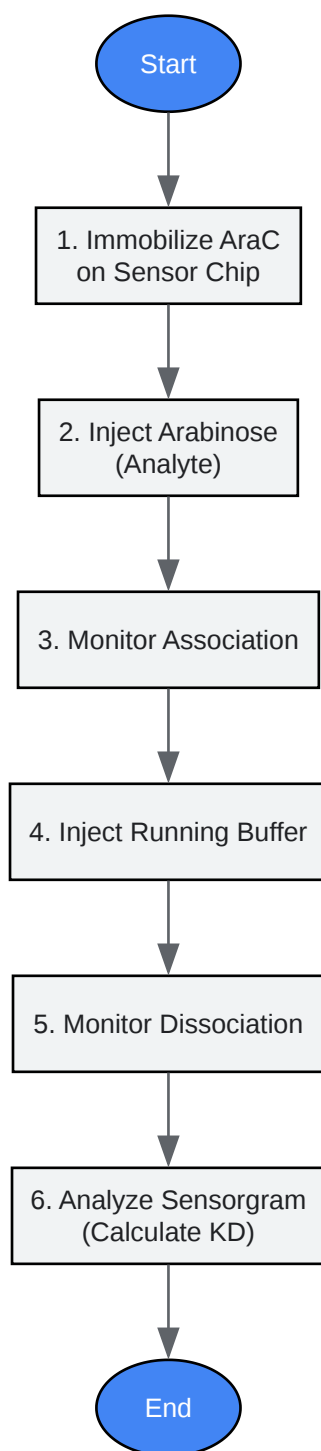 Start
1. Immobilize AraC
on Sensor Chip
2. Inject Arabinose
(Analyte)
3. Monitor Association
4. Inject Running Buffer
5. Monitor Dissociation
6. Analyze Sensorgram
(Calculate KD)
End